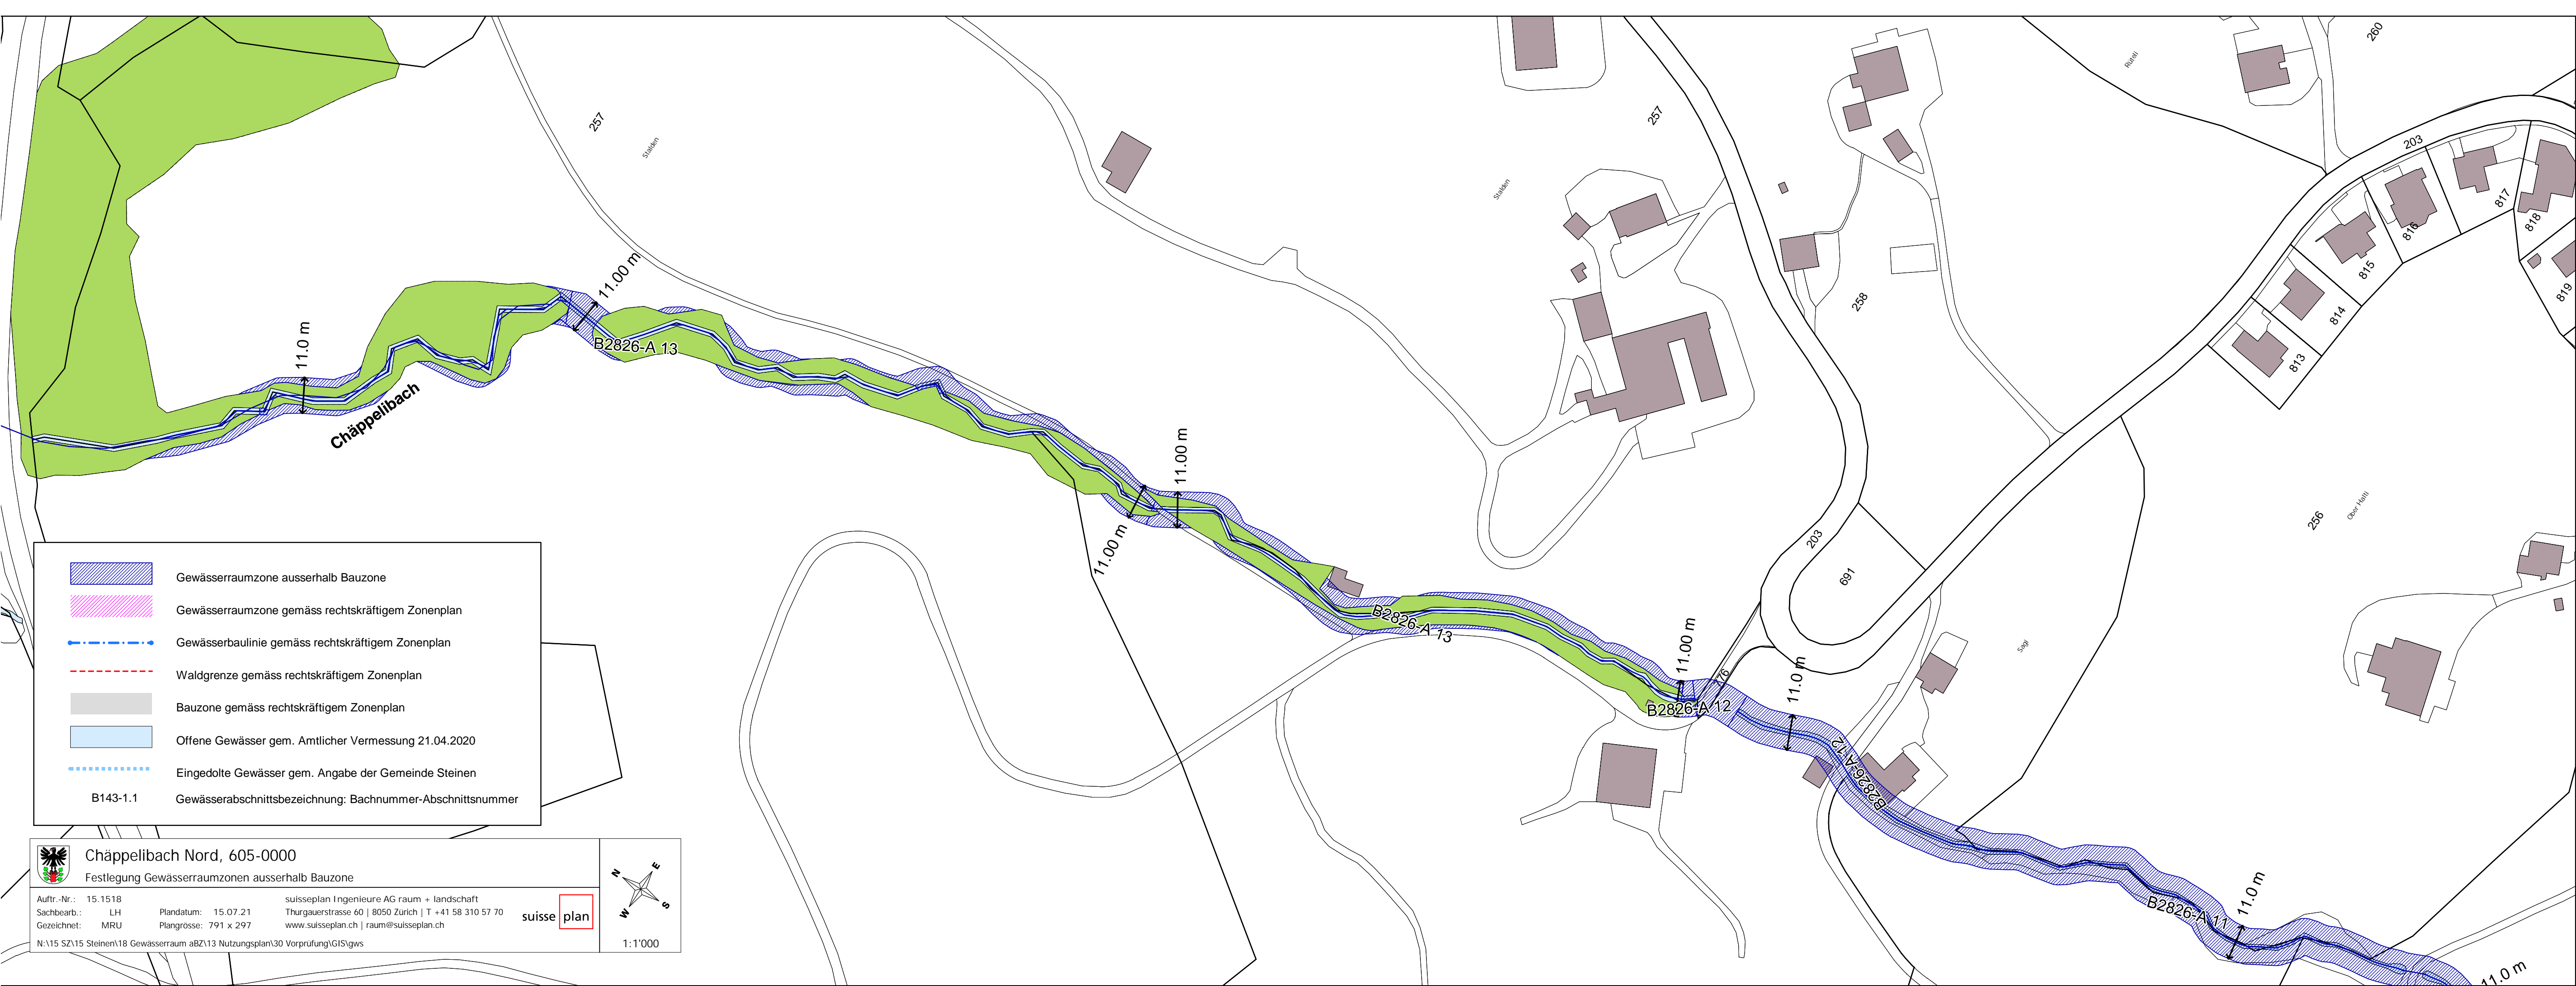 260
Ruteli
257
Stalden
257
Stalden
203
817
816
818
815
819
814
813
258
11.00 m
11.0 m
B2826-A 13
Chäppelibach
11.00 m
11.00 m
203
691
256
Ober Halti
B2826-A 13
11.00 m
776
Sagi
11.0 m
B2826-A 12
B2826-A 12
11.0 m
B2826-A 11
11.0 m
Gewässerraumzone ausserhalb Bauzone
Gewässerraumzone gemäss rechtskräftigem Zonenplan
Gewässerbaulinie gemäss rechtskräftigem Zonenplan
Waldgrenze gemäss rechtskräftigem Zonenplan
Bauzone gemäss rechtskräftigem Zonenplan
Offene Gewässer gem. Amtlicher Vermessung 21.04.2020
Eingedolte Gewässer gem. Angabe der Gemeinde Steinen
B143-1.1 Gewässerabschnittsbezeichnung: Bachnummer-Abschnittsnummer
Chäppelibach Nord, 605-0000
Festlegung Gewässerraumzonen ausserhalb Bauzone
Auftr.-Nr.: 15.1518 suisseplan Ingenieure AG raum + landschaft
Sachbearb.: LH Plandatum: 15.07.21 Thurgauerstrasse 60 | 8050 Zürich | T +41 58 310 57 70
Gezeichnet: MRU Plangrösse: 791 x 297 www.suisseplan.ch | raum@suisseplan.ch
suisse plan
N:\15 SZ\15 Steinen\18 Gewässerraum aBZ\13 Nutzungsplan\30 Vorprüfung\GIS\gws
N
E
W
S
1:1'000